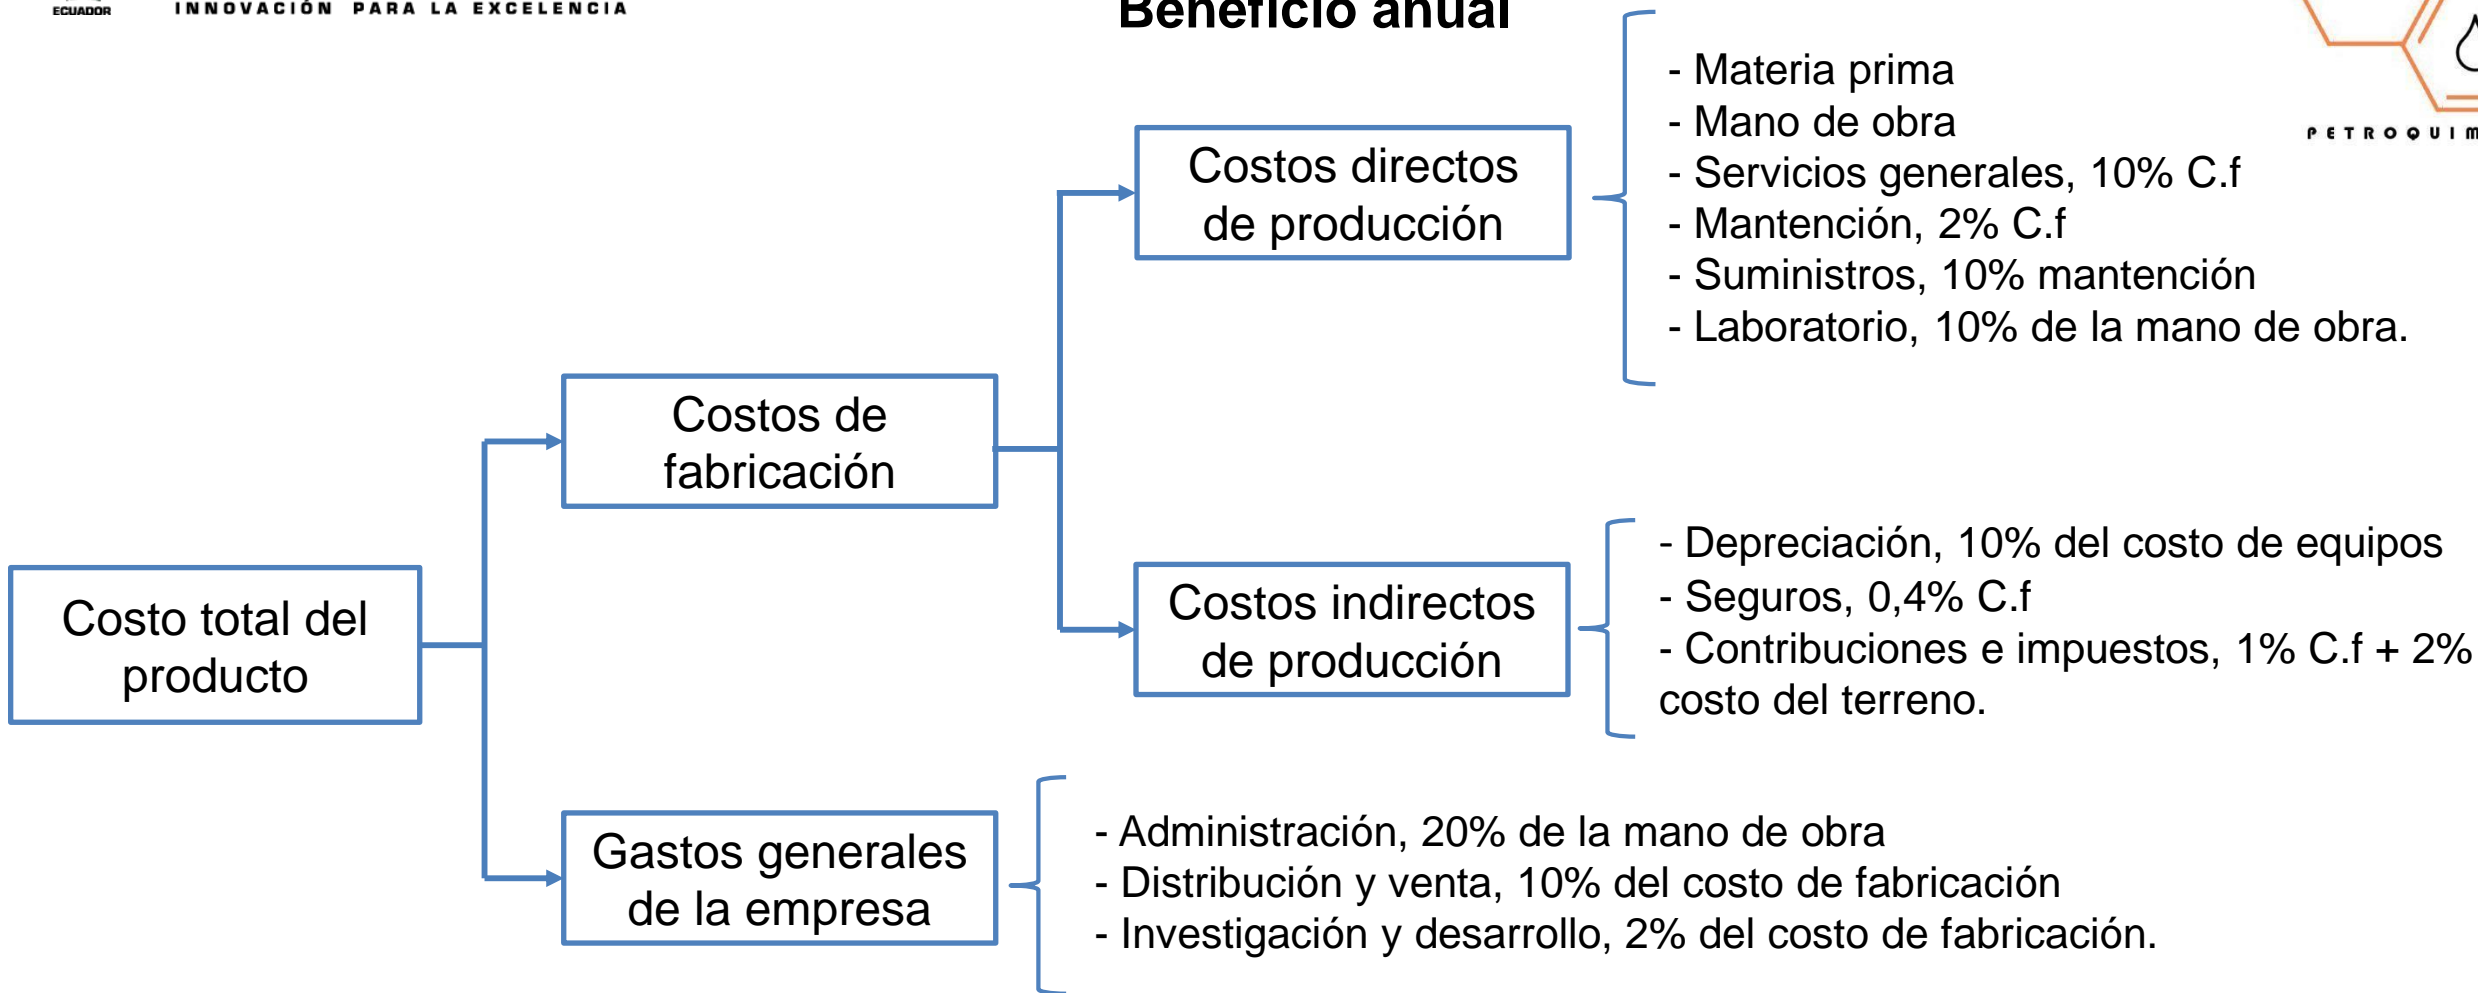 ECUADOR
INNOVACIÓN PARA LA EXCELENCIA
Beneficio anual
- Materia prima
- Mano de obra
- Servicios generales, 10% C.f
- Mantención, 2% C.f
- Suministros, 10% mantención
- Laboratorio, 10% de la mano de obra.
Costos directos
de producción
Costos de
fabricación
Costos indirectos
de producción
- Depreciación, 10% del costo de equipos
- Seguros, 0,4% C.f
- Contribuciones e impuestos, 1% C.f + 2%
costo del terreno.
Costo total del
producto
Gastos generales
de la empresa
- Administración, 20% de la mano de obra
- Distribución y venta, 10% del costo de fabricación
- Investigación y desarrollo, 2% del costo de fabricación.